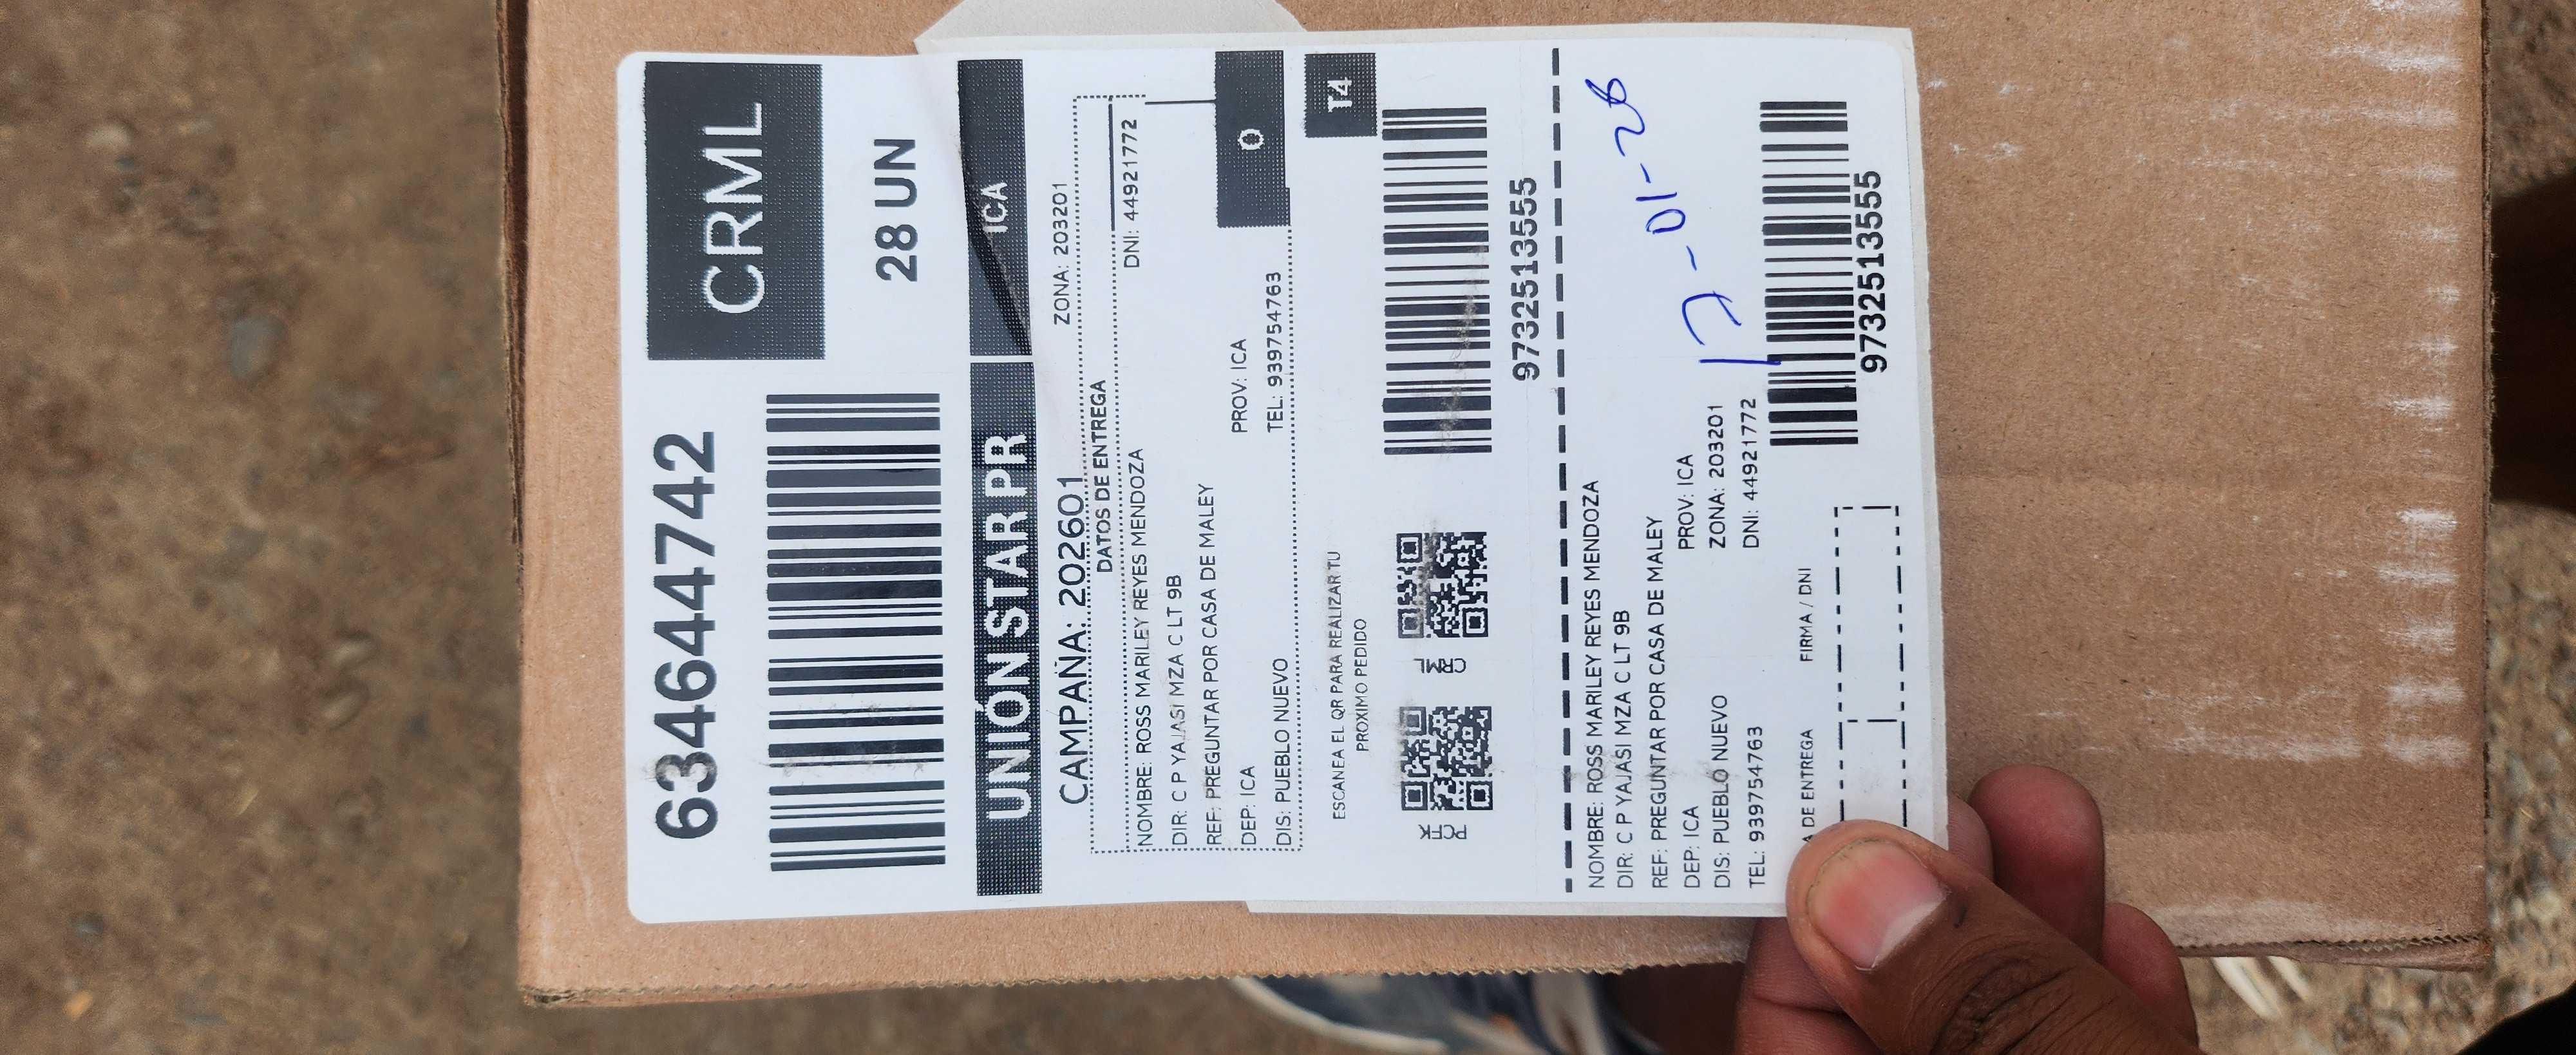 6346447742
CRML
28 UN
UNIÓN STAR PR
ICA
CAMPAÑA: 202601
ZONA: 203201
DATOS DE ENTREGA
NOMBRE: ROSS MARILEY REYES MENDOZA
DNI: 44921772
DIR: C P YAJASI MZA C LT 9B
REF: PREGUNTAR POR CASA DE MALEY
DEP: ICA
PROV: ICA
DIS: PUEBLO NUEVO
TEL: 939754763
O
T4
ESCANEA EL QR PARA REALIZAR TU
PROXIMO PEDIDO
CRML
9732513555
NOMBRE: ROSS MARILEY REYES MENDOZA
DIR: C P YAJASI MZA C LT 9B
REF: PREGUNTAR POR CASA DE MALEY
DEP: ICA
PROV: ICA
DIS: PUEBLO NUEVO
ZONA: 203201
TEL: 939754763
DNI: 44921772
17-01-26
A DE ENTREGA
FIRMA / DNI
9732513555